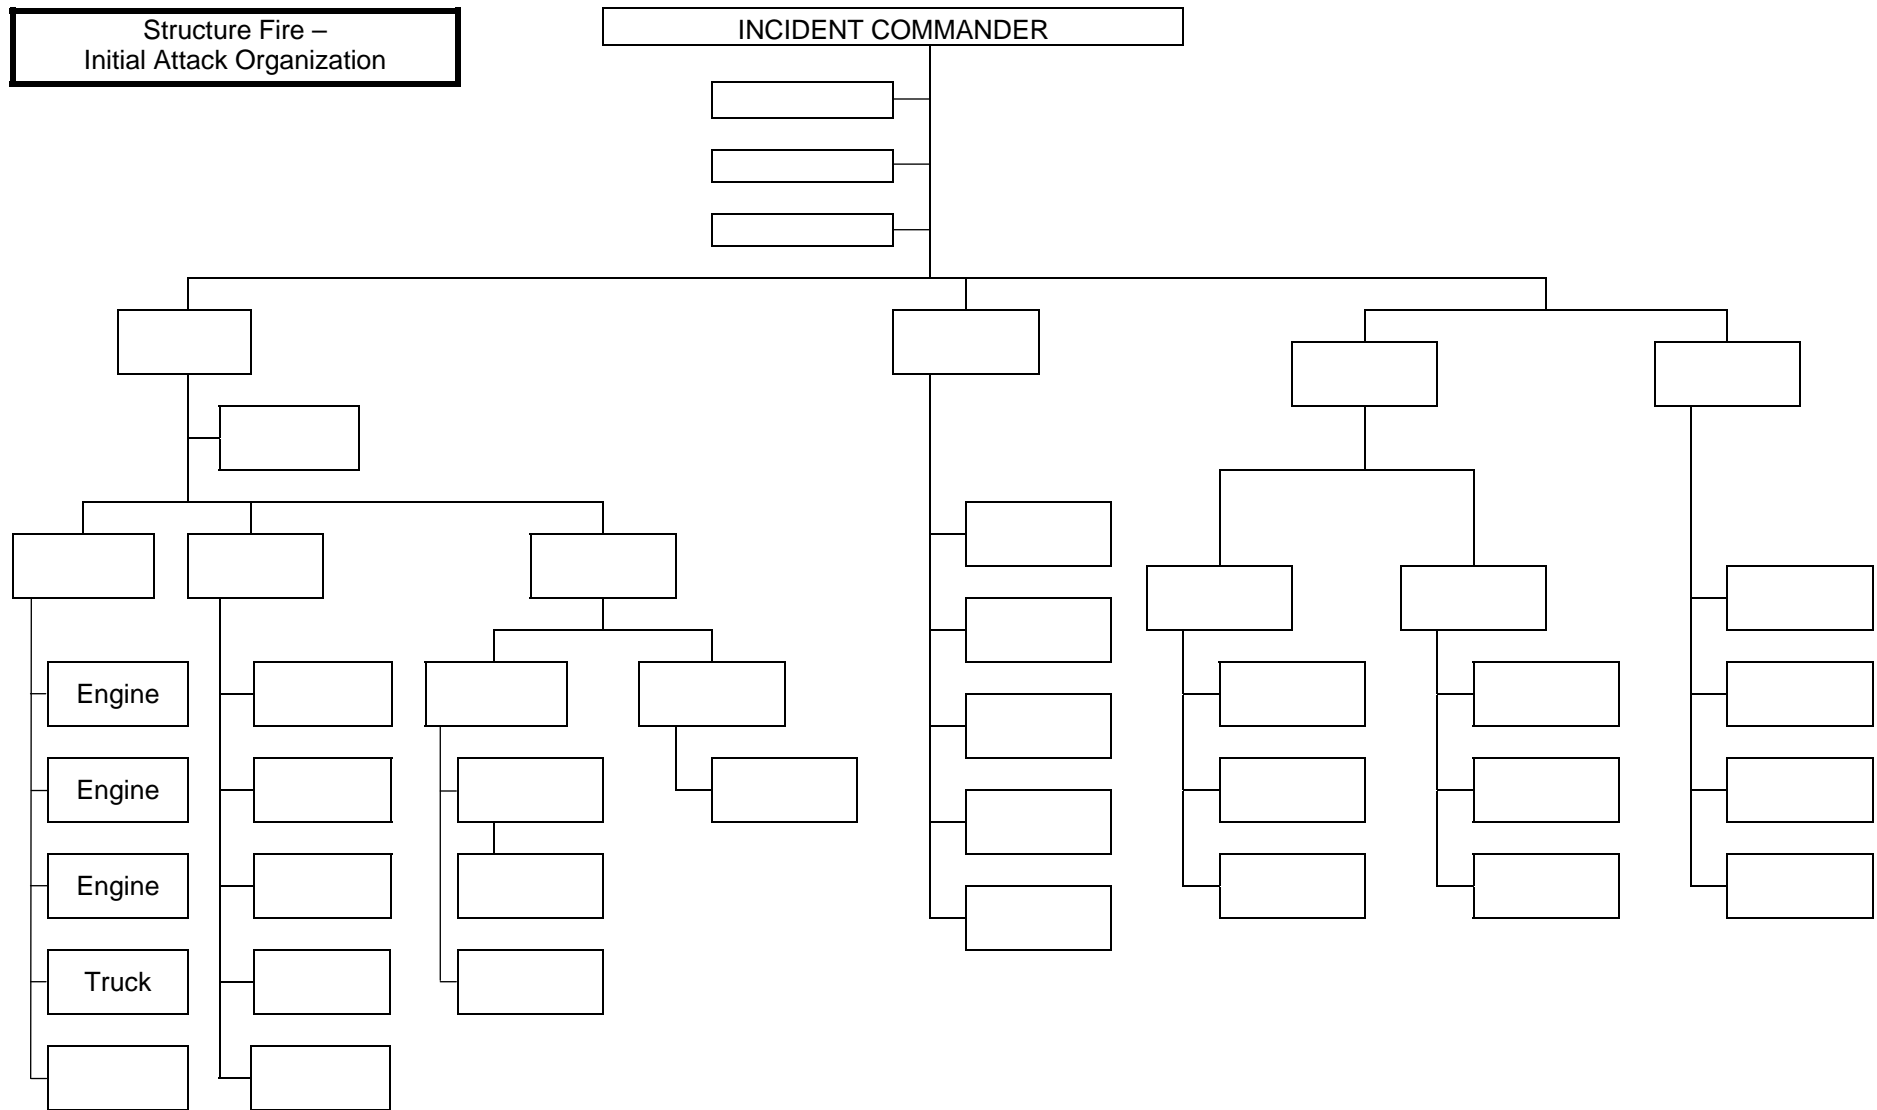 Structure Fire –
Initial Attack Organization
INCIDENT COMMANDER
Engine
Engine
Engine
Truck